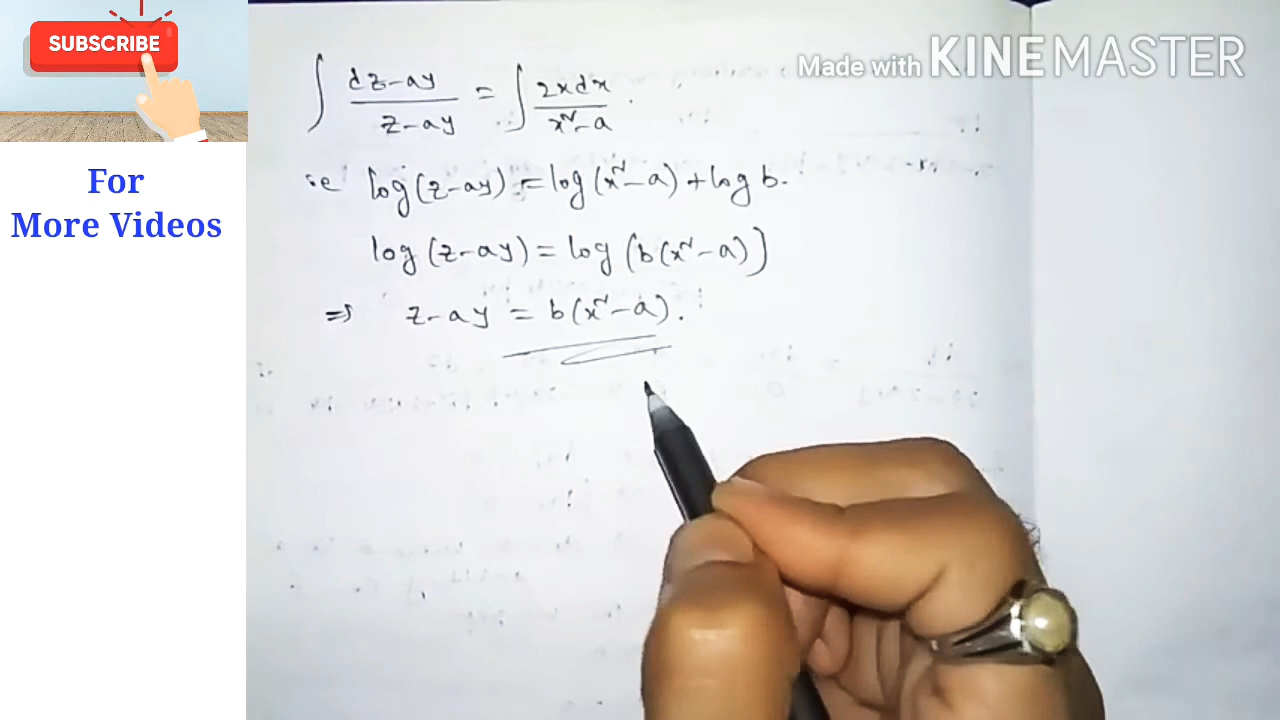 SUBSCRIBE
For
More Videos
Made with KINEMASTER
∫ dz-ay / z-ay = ∫ 2xdx / x²-a .
ie log(z-ay) = log(x²-a) + log b.
log(z-ay) = log(b(x²-a))
⇒ z-ay = b(x²-a).